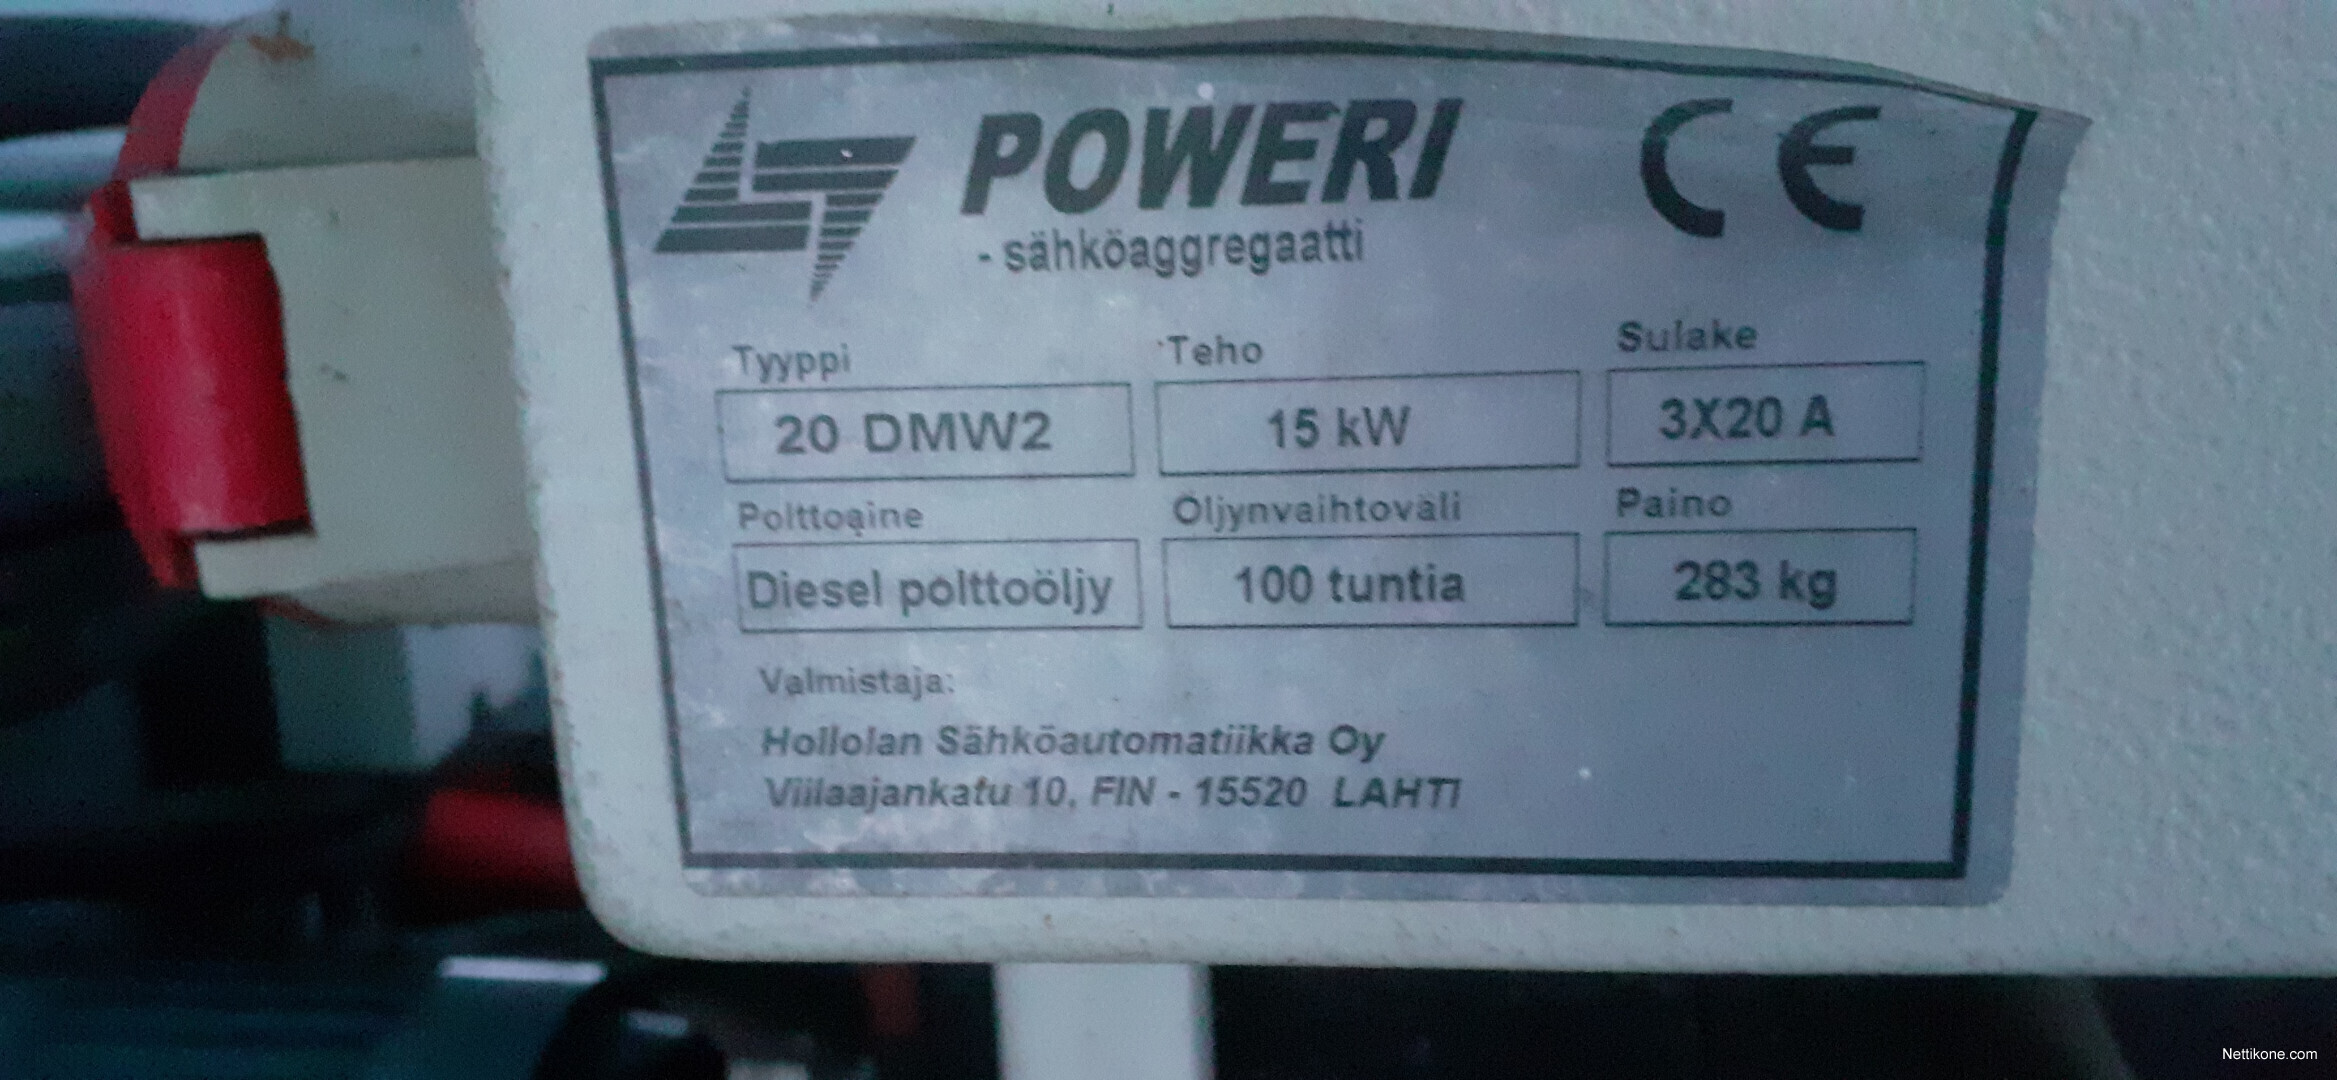 POWERI
CE
- sähköaggregaatti
Tyyppi
Teho
Sulake
20 DMW2
15 kW
3X20 A
Polttoaine
Öljynvaihtoväli
Paino
Diesel polttoöljy
100 tuntia
283 kg
Valmistaja:
Hollolan Sähköautomatiikka Oy
Viilaajankatu 10, FIN - 15520 LAHTI
Nettikone.com